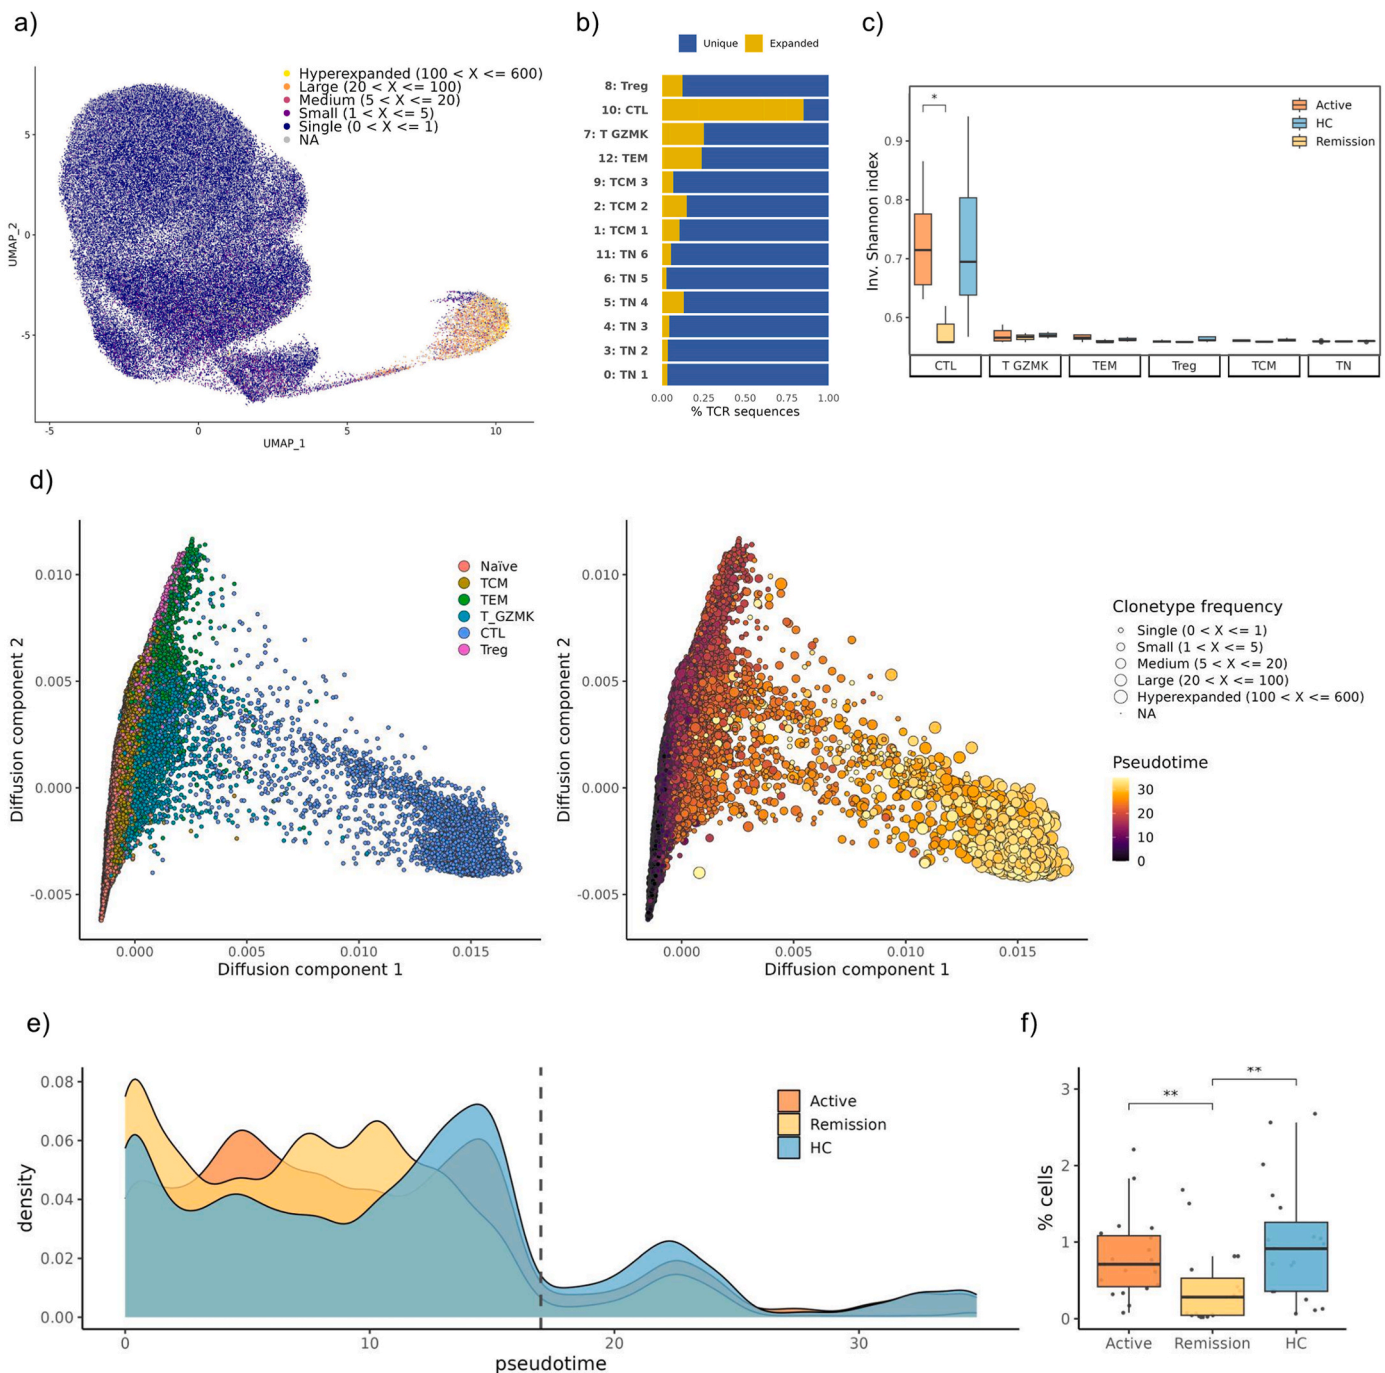 a)
Hyperexpanded (100 < X <= 600)
Large (20 < X <= 100)
Medium (5 < X <= 20)
Small (1 < X <= 5)
Single (0 < X <= 1)
NA
5
0
-5
UMAP_2
-5
0
5
10
UMAP_1
b)
Unique
Expanded
8: Treg
10: CTL
7: T GZMK
12: TEM
9: TCM 3
2: TCM 2
1: TCM 1
11: TN 6
6: TN 5
5: TN 4
4: TN 3
3: TN 2
0: TN 1
0.00 0.25 0.50 0.75 1.00
% TCR sequences
c)
*
Active
HC
Remission
0.9
0.8
0.7
0.6
Inv. Shannon index
CTL
T GZMK
TEM
Treg
TCM
TN
d)
Naïve
TCM
TEM
T_GZMK
CTL
Treg
0.010
0.005
0.000
-0.005
Diffusion component 2
0.000 0.005 0.010 0.015
Diffusion component 1
0.010
0.005
0.000
-0.005
Diffusion component 2
0.000 0.005 0.010 0.015
Diffusion component 1
Clonetype frequency
Single (0 < X <= 1)
Small (1 < X <= 5)
Medium (5 < X <= 20)
Large (20 < X <= 100)
Hyperexpanded (100 < X <= 600)
NA
Pseudotime
30
20
10
0
e)
0.08
0.06
0.04
0.02
0.00
density
Active
Remission
HC
0 10 20 30
pseudotime
f)
**
**
3
2
1
0
% cells
Active Remission HC